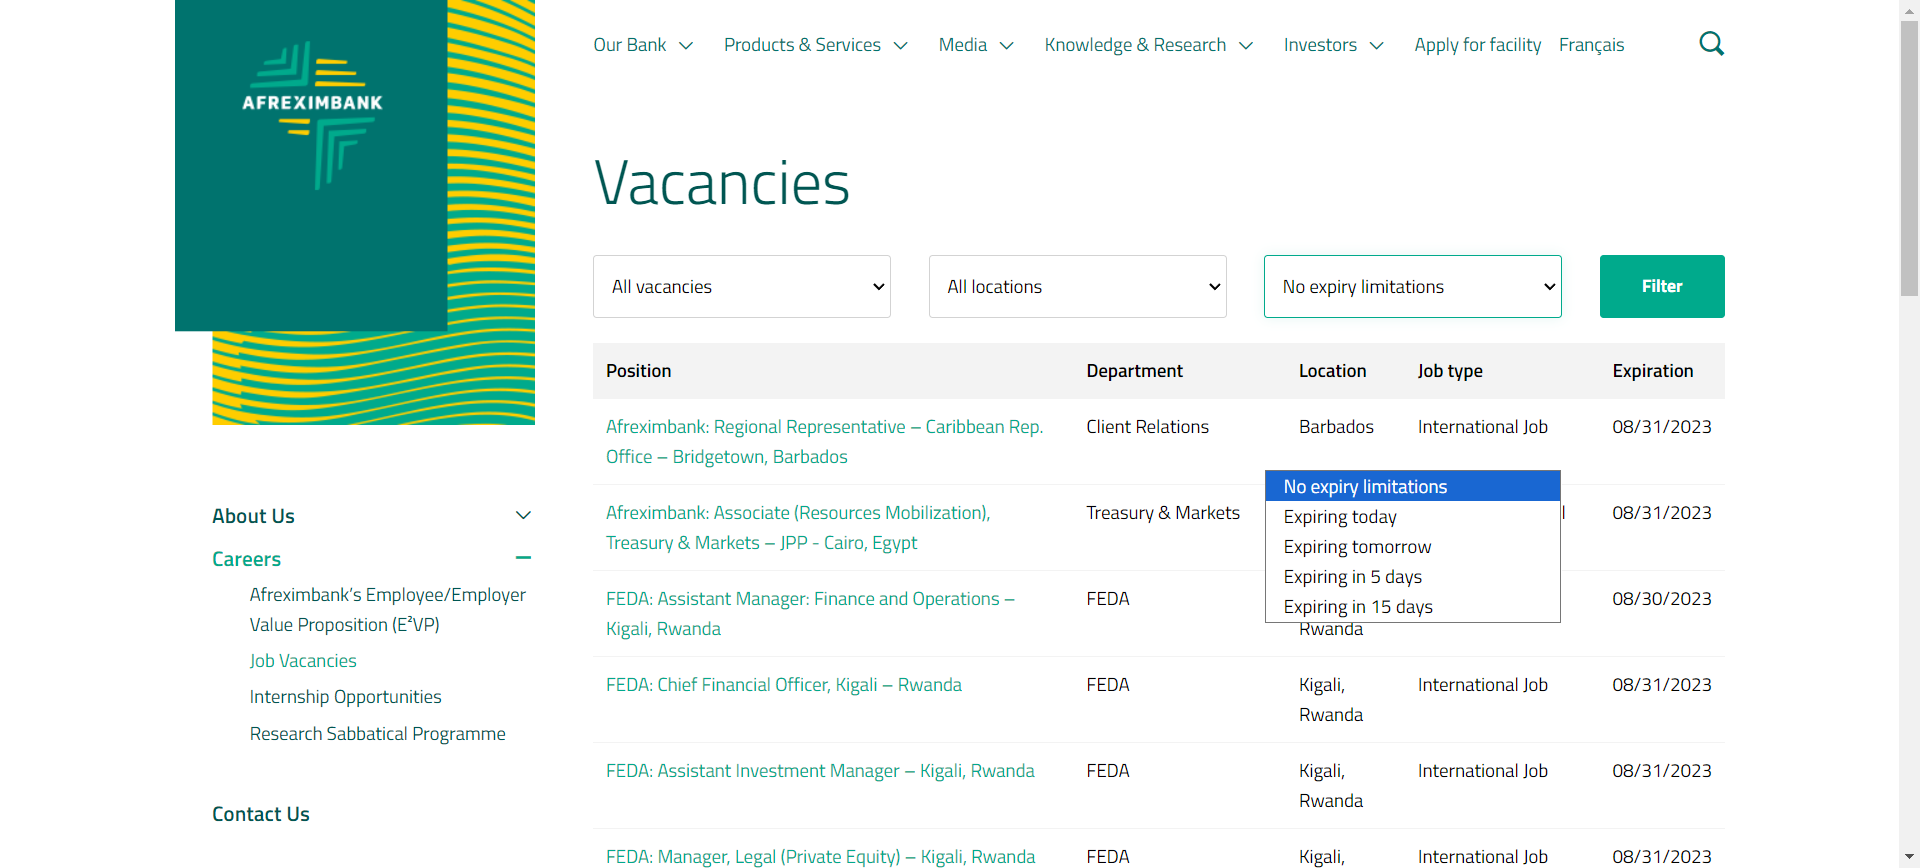 AFREXIMBANK
Our Bank
Products & Services
Media
Knowledge & Research
Investors
Apply for facility
Français
Vacancies
All vacancies
All locations
No expiry limitations
Filter
Position
Department
Location
Job type
Expiration
Afreximbank: Regional Representative – Caribbean Rep.
Office – Bridgetown, Barbados
Client Relations
Barbados
International Job
08/31/2023
Afreximbank: Associate (Resources Mobilization),
Treasury & Markets – JPP - Cairo, Egypt
Treasury & Markets
08/31/2023
No expiry limitations
Expiring today
Expiring tomorrow
Expiring in 5 days
Expiring in 15 days
FEDA: Assistant Manager: Finance and Operations –
Kigali, Rwanda
FEDA
Rwanda
08/30/2023
FEDA: Chief Financial Officer, Kigali – Rwanda
FEDA
Kigali,
Rwanda
International Job
08/31/2023
FEDA: Assistant Investment Manager – Kigali, Rwanda
FEDA
Kigali,
Rwanda
International Job
08/31/2023
FEDA: Manager, Legal (Private Equity) – Kigali, Rwanda
FEDA
Kigali,
International Job
08/31/2023
About Us
Careers
Afreximbank's Employee/Employer
Value Proposition (E²VP)
Job Vacancies
Internship Opportunities
Research Sabbatical Programme
Contact Us